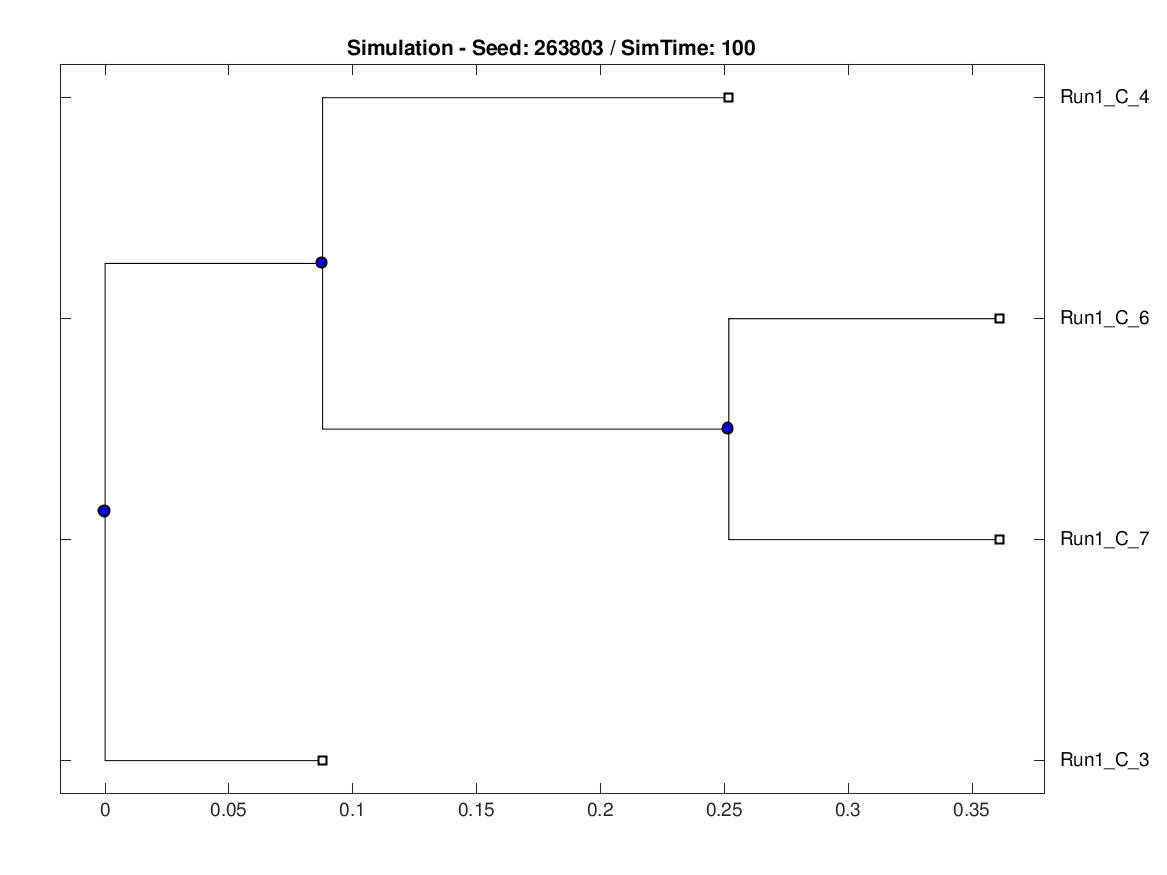 Simulation - Seed: 263803 / SimTime: 100
Run1_C_4
Run1_C_6
Run1_C_7
Run1_C_3
0 0.05 0.1 0.15 0.2 0.25 0.3 0.35